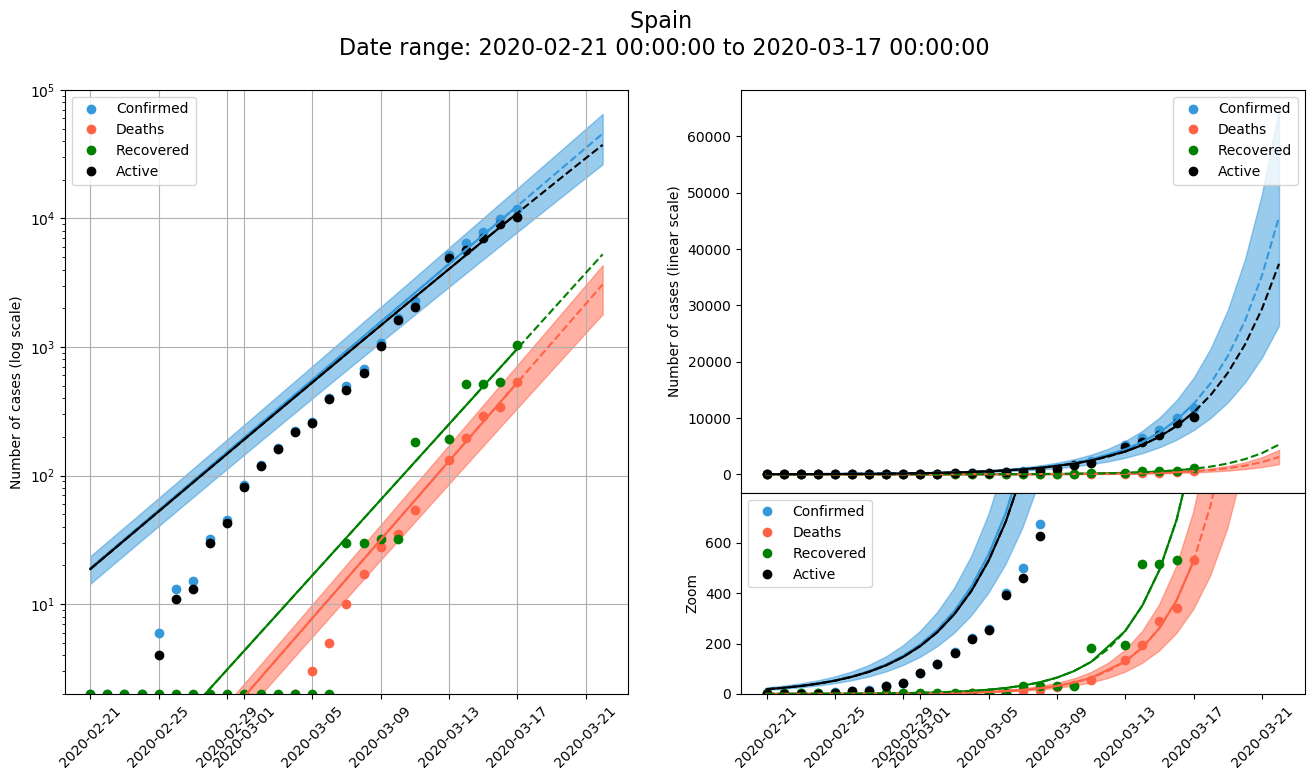 Spain
Date range: 2020-02-21 00:00:00 to 2020-03-17 00:00:00
Number of cases (log scale)
10^5
10^4
10^3
10^2
10^1
Confirmed
Deaths
Recovered
Active
2020-02-21
2020-02-25
2020-02-29
2020-03-01
2020-03-05
2020-03-09
2020-03-13
2020-03-17
2020-03-21
Number of cases (linear scale)
60000
50000
40000
30000
20000
10000
0
Confirmed
Deaths
Recovered
Active
Zoom
600
400
200
0
Confirmed
Deaths
Recovered
Active
2020-02-21
2020-02-25
2020-02-29
2020-03-01
2020-03-05
2020-03-09
2020-03-13
2020-03-17
2020-03-21